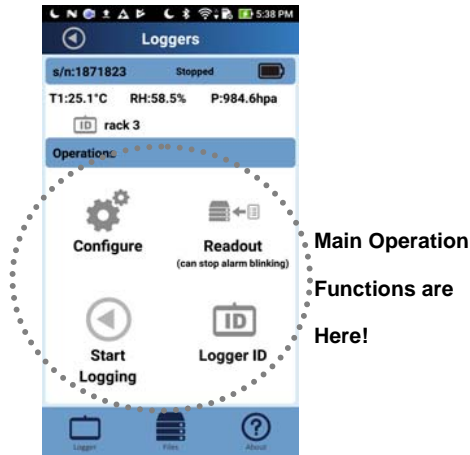 5:38 PM
Loggers
s/n:1871823 Stopped
T1:25.1°C RH:58.5% P:984.6hpa
ID rack 3
Operations
Configure
Readout
(can stop alarm blinking)
Main Operation
Functions are
Here!
Start
Logging
ID
Logger ID
Logger Files About